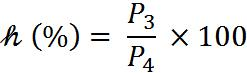 𝒽 (%) = P₃/P₄ × 100